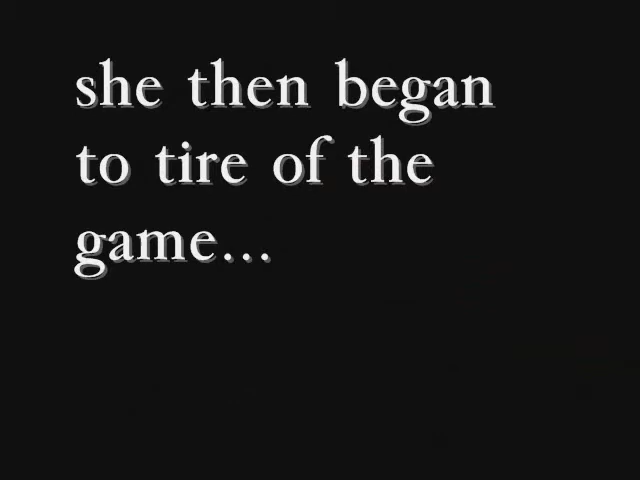 she then began
to tire of the
game...